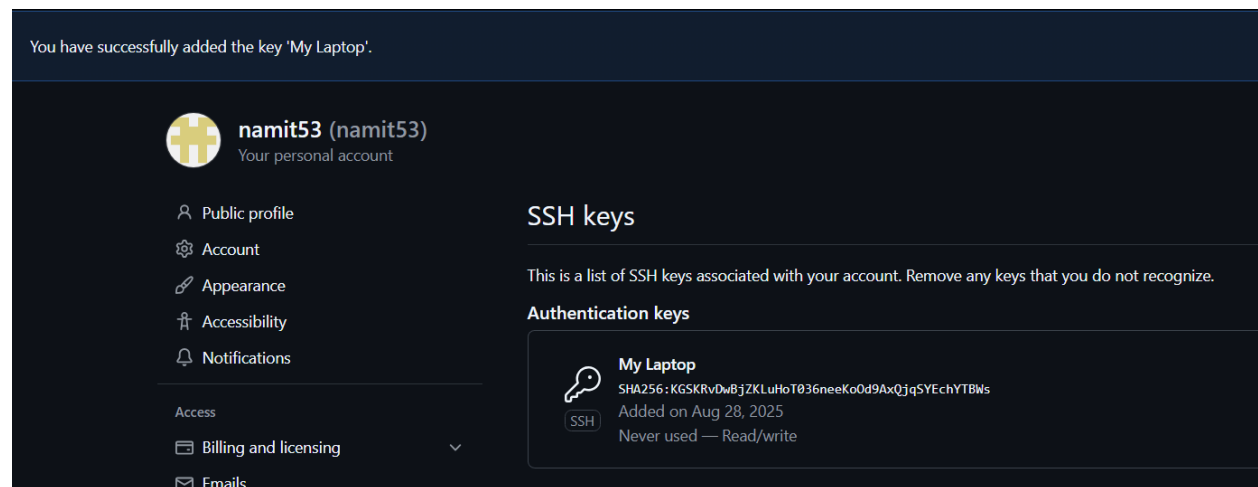 You have successfully added the key 'My Laptop'.
namit53 (namit53)
Your personal account
Public profile
Account
Appearance
Accessibility
Notifications
Access
Billing and licensing
Emails
SSH keys
This is a list of SSH keys associated with your account. Remove any keys that you do not recognize.
Authentication keys
My Laptop
SHA256:KGSKRvDwBjZKLuHoT036neeKoOd9AxQjqSYEchYTBWs
SSH
Added on Aug 28, 2025
Never used — Read/write